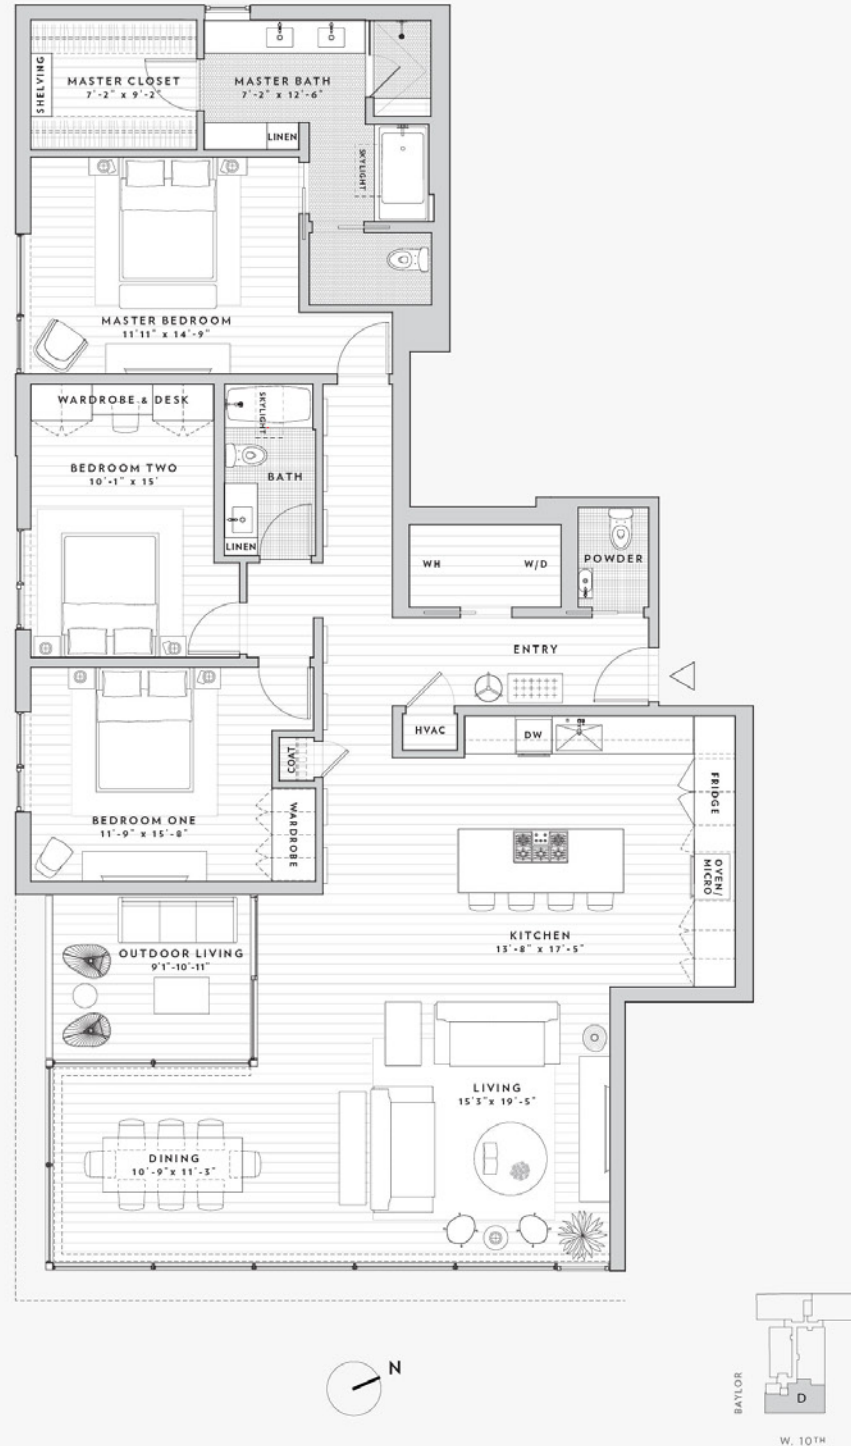 SHELVING
MASTER CLOSET
7'-2" x 9'-2"
MASTER BATH
7'-2" x 12'-6"
LINEN
SKYLIGHT
MASTER BEDROOM
11'11" x 14'-9"
WARDROBE & DESK
SKYLIGHT
BEDROOM TWO
10'-1" x 15'
BATH
LINEN
WH
W/D
POWDER
ENTRY
HVAC
DW
COAT
FRIDGE
BEDROOM ONE
11'-9" x 15'-8"
WARDROBE
OVEN/
MICRO
KITCHEN
13'-8" x 17'-5"
OUTDOOR LIVING
9'1"-10'-11"
LIVING
15'3" x 19'-5"
DINING
10'-9" x 11'-3"
N
BAYLOR
D
W. 10TH